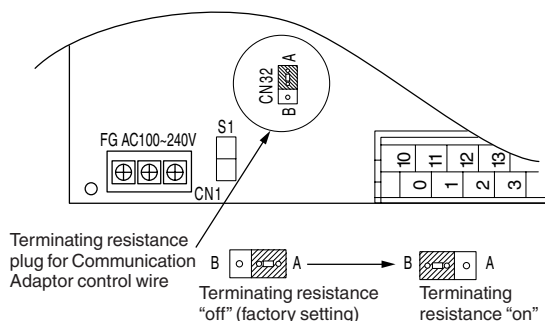 A
CN32
B
S1
FG AC100~240V
CN1
10 11 12 13
0 1 2 3
Terminating resistance
plug for Communication
Adaptor control wire
B A
B A
Terminating resistance
“off” (factory setting)
Terminating
resistance “on”